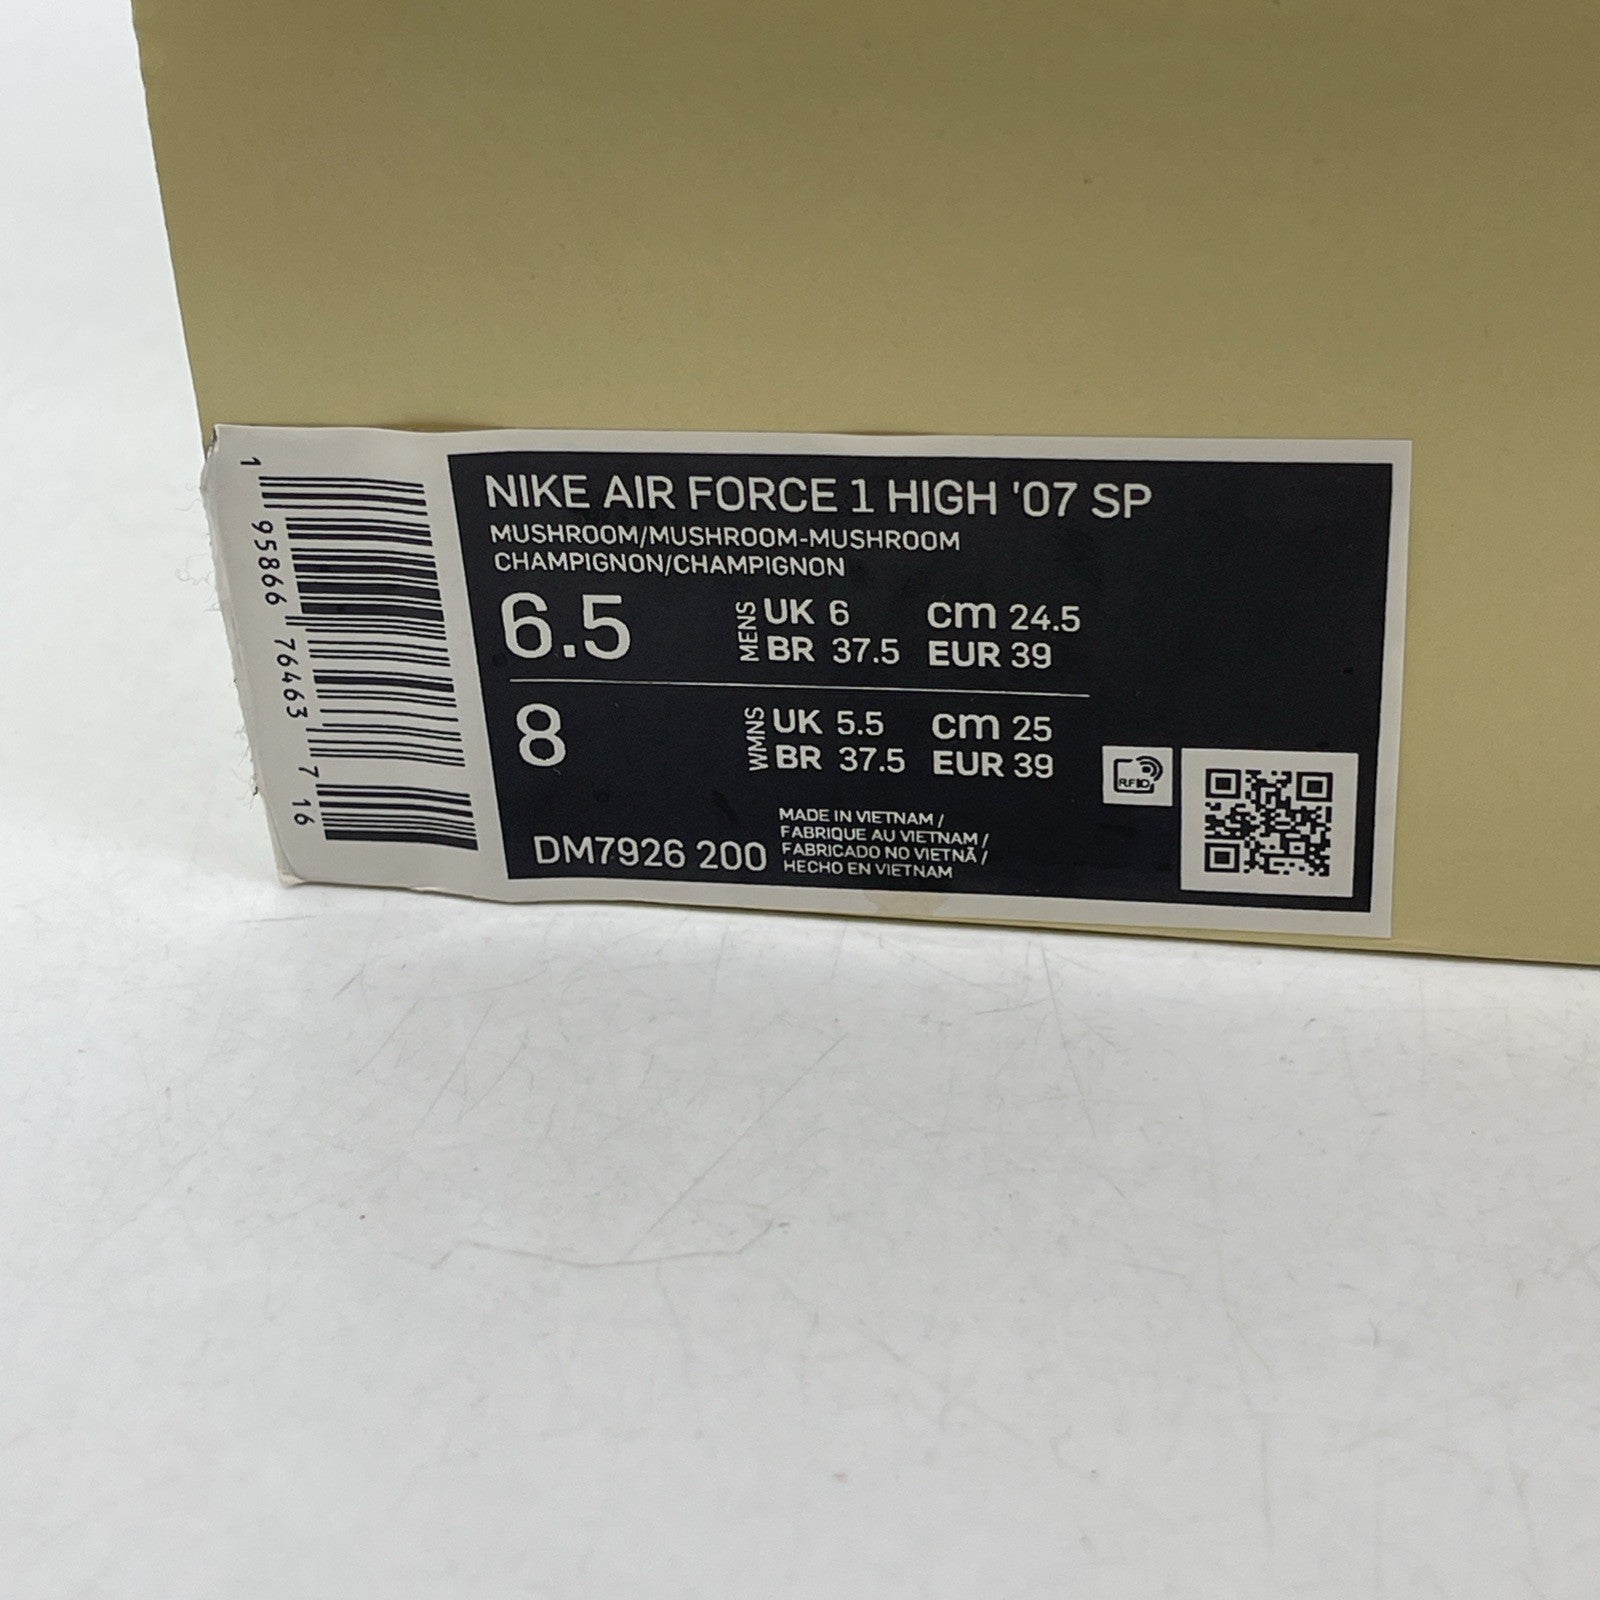 NIKE AIR FORCE 1 HIGH '07 SP
MUSHROOM/MUSHROOM-MUSHROOM
CHAMPIGNON/CHAMPIGNON
6.5
MENS
UK 6 cm 24.5
BR 37.5 EUR 39
8
WMNS
UK 5.5 cm 25
BR 37.5 EUR 39
DM7926 200
MADE IN VIETNAM /
FABRIQUE AU VIETNAM /
FABRICADO NO VIETNÃ /
HECHO EN VIETNAM
RFID
1 95866 76463 7 16